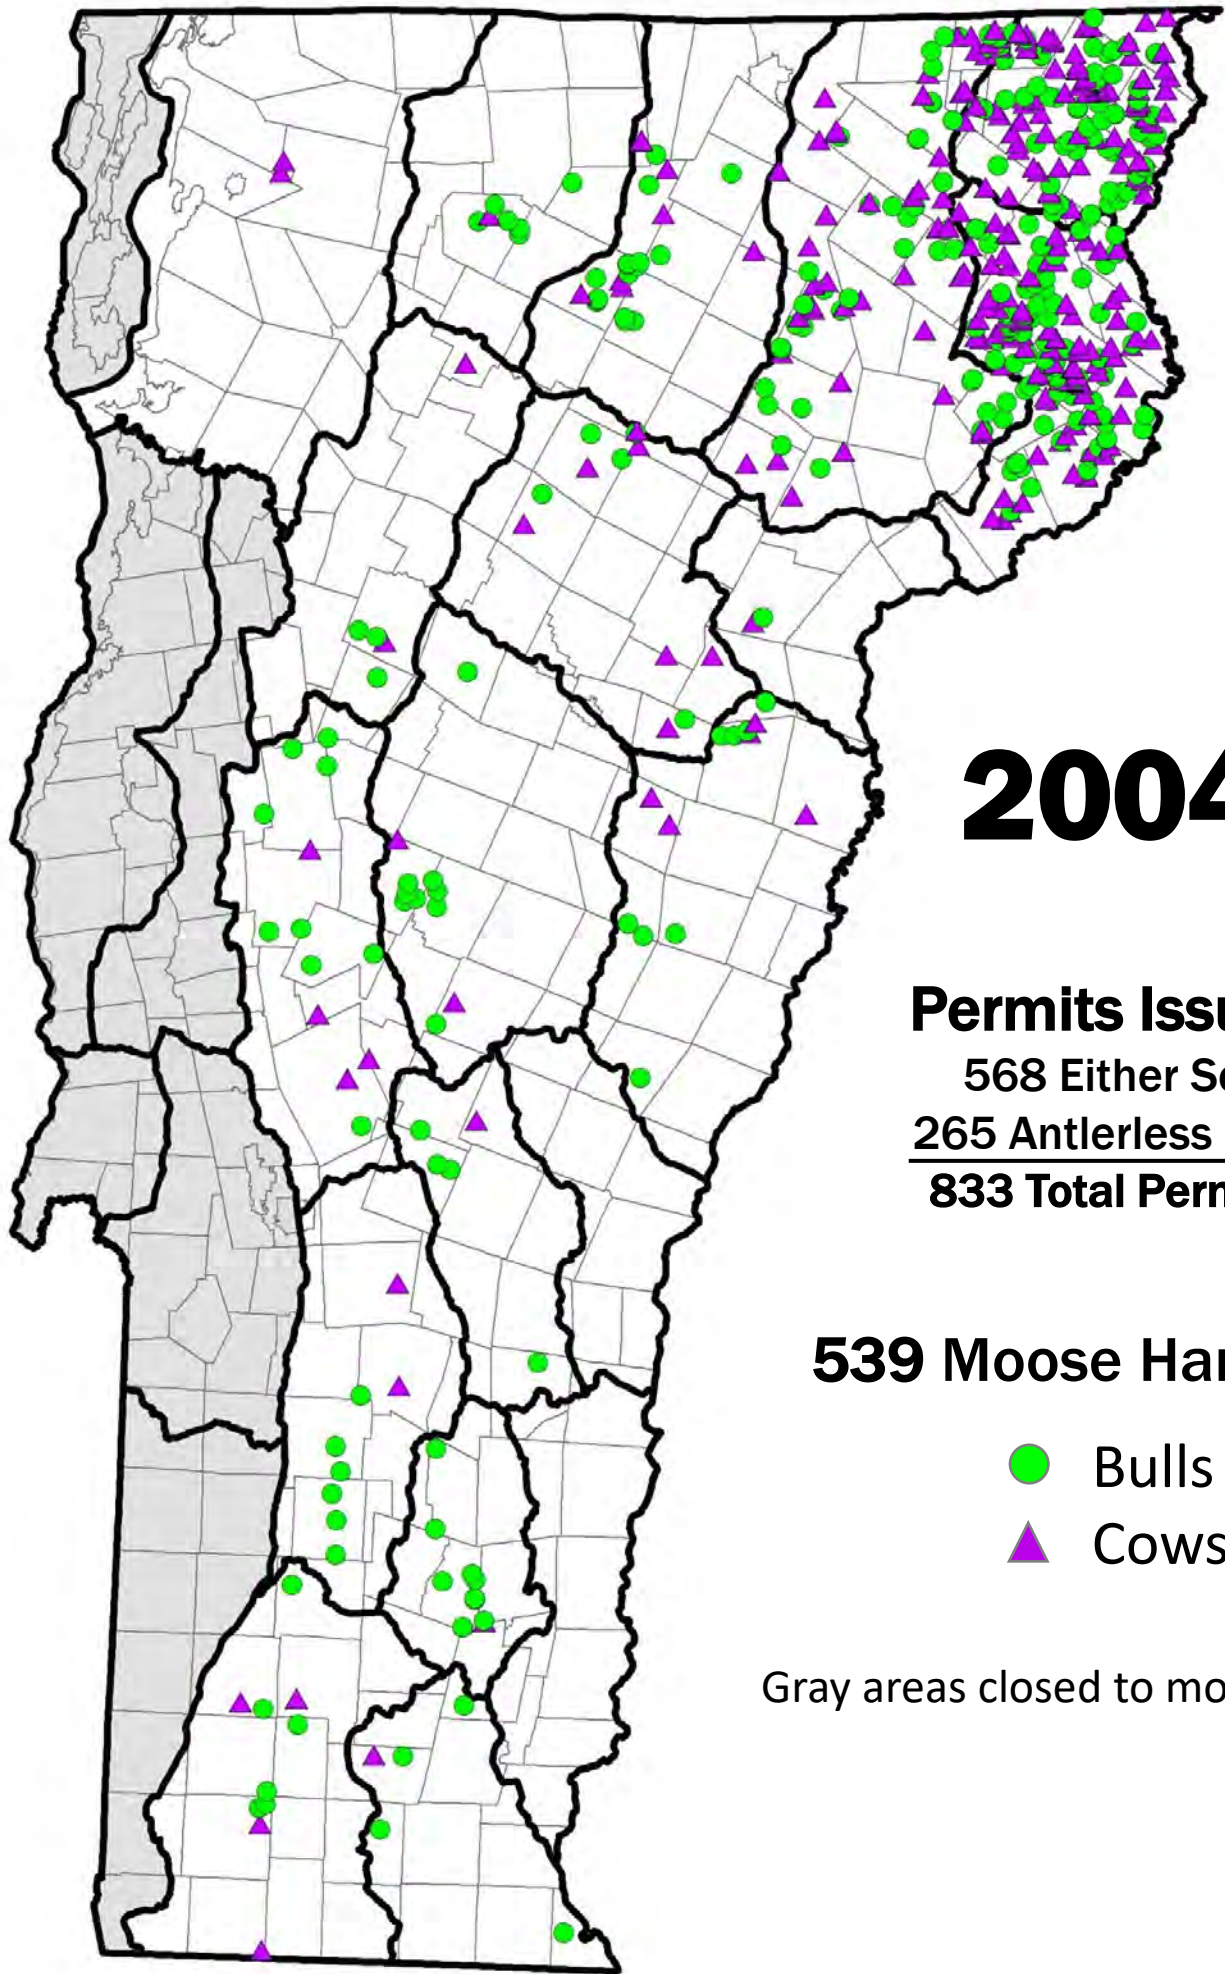 2004
Permits Issu
568 Either Se
265 Antlerless
833 Total Perm
539 Moose Har
Bulls
Cows
Gray areas closed to mo